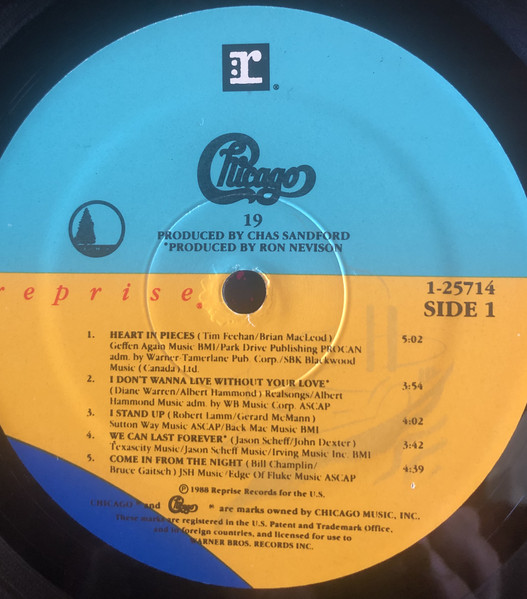 r®
Chicago
19
PRODUCED BY CHAS SANDFORD
*PRODUCED BY RON NEVISON
reprise®
1-25714
SIDE 1
1. HEART IN PIECES (Tim Feehan/Brian MacLeod) 5:02
Geffen Again Music BMI/Park Drive Publishing PROCAN
adm. by Warner-Tamerlane Pub Corp./SBK Blackwood
Music (Canada) Ltd.
2. I DON'T WANNA LIVE WITHOUT YOUR LOVE* 3:54
(Diane Warren/Albert Hammond) Realsongs/Albert
Hammond Music adm. by WB Music Corp. ASCAP
3. I STAND UP (Robert Lamm/Gerard McMann) 4:02
Sutton Way Music ASCAP/Back Mac Music BMI
4. WE CAN LAST FOREVER* (Jason Scheff/John Dexter) 3:42
Texascity Music/Jason Scheff Music/Irving Music Inc. BMI
5. COME IN FROM THE NIGHT (Bill Champlin/ 4:39
Bruce Gaitsch) JSH Music/Edge Of Fluke Music ASCAP
℗ 1988 Reprise Records for the U.S.
CHICARO" and Chicago " are marks owned by CHICAGO MUSIC, INC.
These marks are registered in the U.S. Patent and Trademark Office,
and in foreign countries, and licensed for use to
WARNER BROS. RECORDS INC.